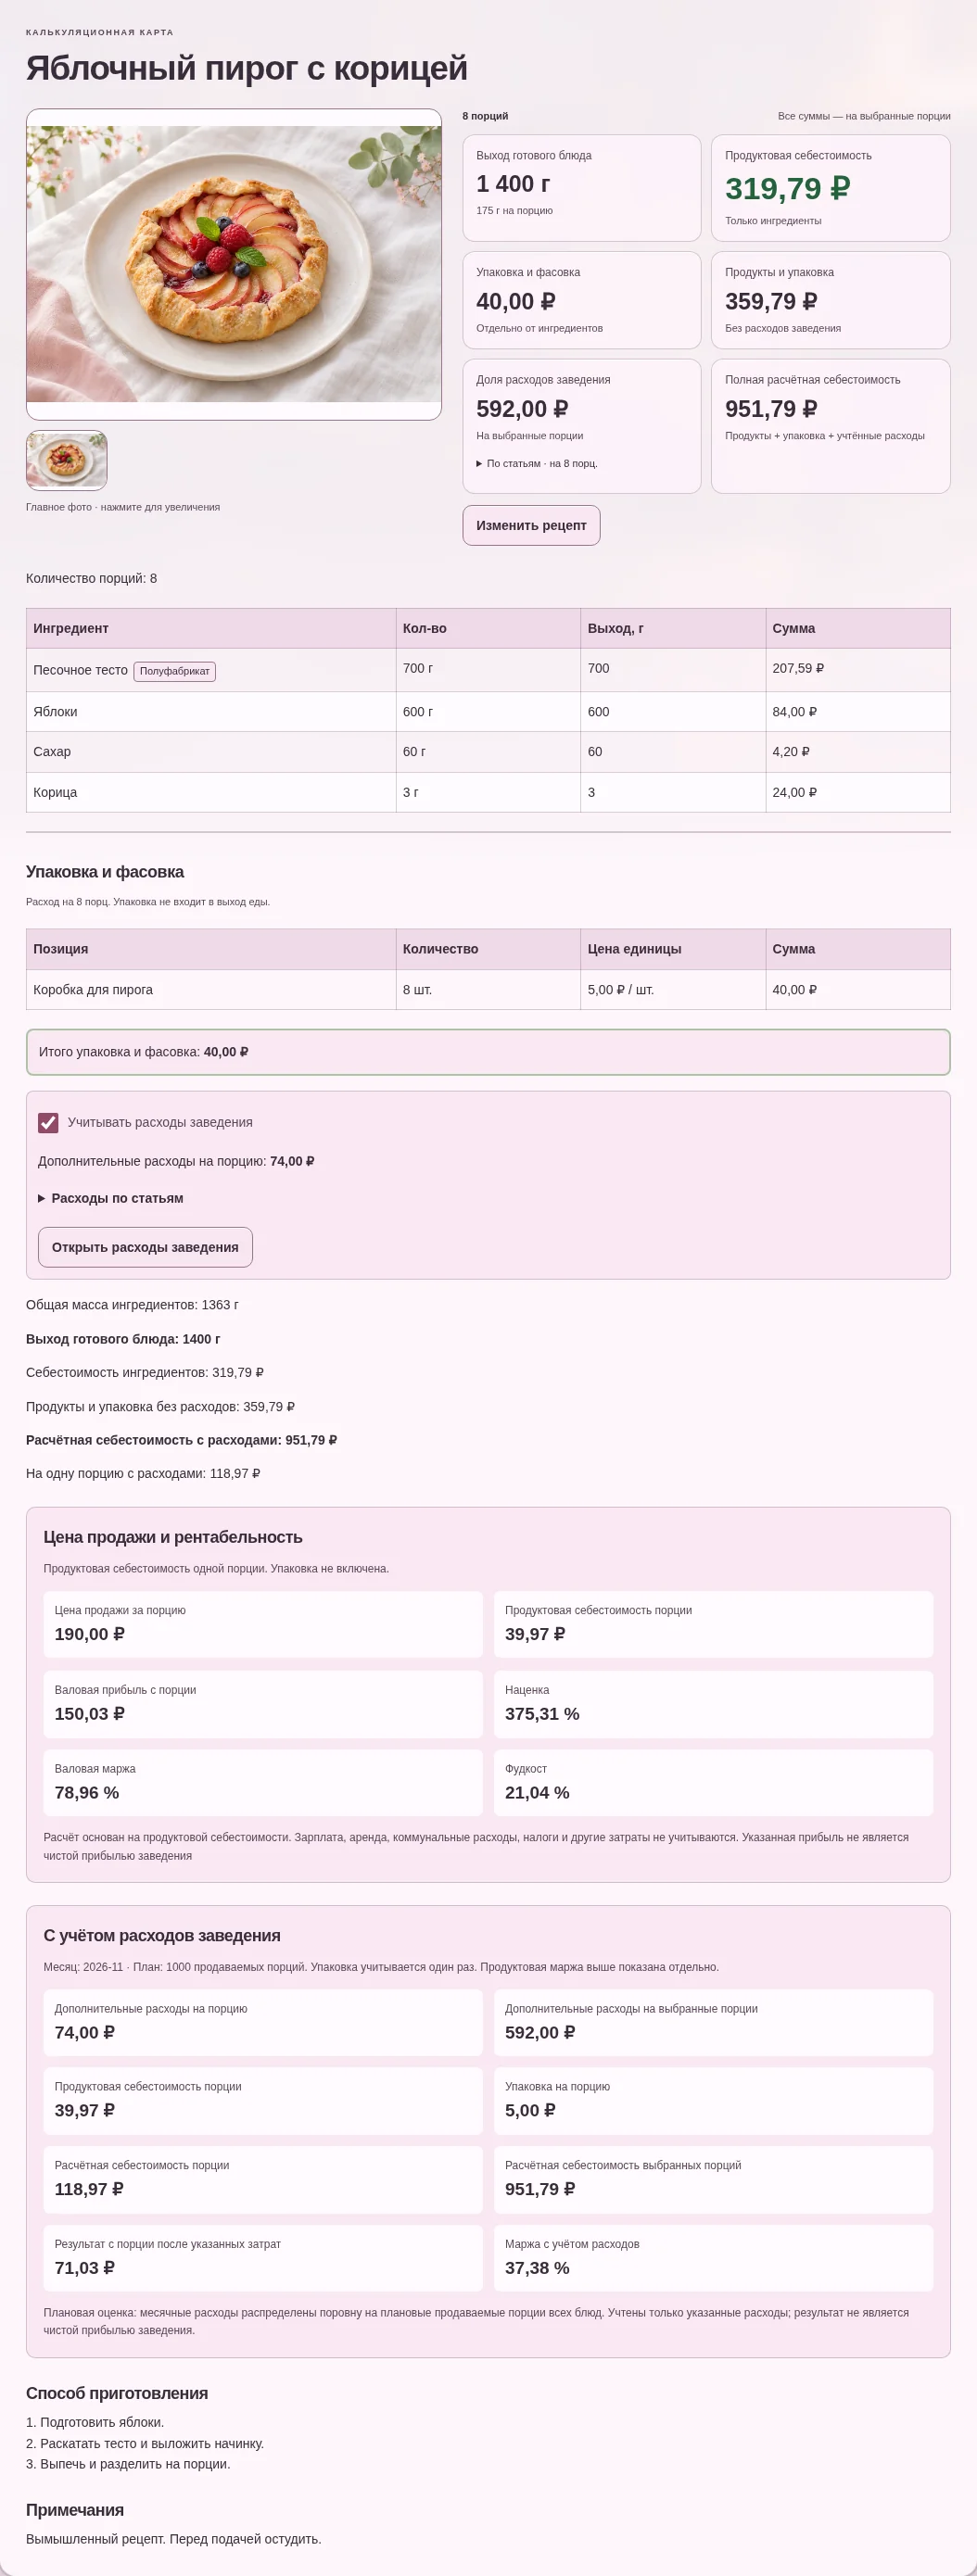 КАЛЬКУЛЯЦИОННАЯ КАРТА
Яблочный пирог с корицей
8 порций
Все суммы — на выбранные порции
Выход готового блюда
1 400 г
175 г на порцию
Продуктовая себестоимость
319,79 ₽
Только ингредиенты
Упаковка и фасовка
40,00 ₽
Отдельно от ингредиентов
Продукты и упаковка
359,79 ₽
Без расходов заведения
Доля расходов заведения
592,00 ₽
На выбранные порции
▶ По статьям · на 8 порц.
Полная расчётная себестоимость
951,79 ₽
Продукты + упаковка + учтённые расходы
Главное фото · нажмите для увеличения
Изменить рецепт
Количество порций: 8
Ингредиент Кол-во Выход, г Сумма
Песочное тесто Полуфабрикат 700 г 700 207,59 ₽
Яблоки 600 г 600 84,00 ₽
Сахар 60 г 60 4,20 ₽
Корица 3 г 3 24,00 ₽
Упаковка и фасовка
Расход на 8 порц. Упаковка не входит в выход еды.
Позиция Количество Цена единицы Сумма
Коробка для пирога 8 шт. 5,00 ₽ / шт. 40,00 ₽
Итого упаковка и фасовка: 40,00 ₽
Учитывать расходы заведения
Дополнительные расходы на порцию: 74,00 ₽
▶ Расходы по статьям
Открыть расходы заведения
Общая масса ингредиентов: 1363 г
Выход готового блюда: 1400 г
Себестоимость ингредиентов: 319,79 ₽
Продукты и упаковка без расходов: 359,79 ₽
Расчётная себестоимость с расходами: 951,79 ₽
На одну порцию с расходами: 118,97 ₽
Цена продажи и рентабельность
Продуктовая себестоимость одной порции. Упаковка не включена.
Цена продажи за порцию
190,00 ₽
Продуктовая себестоимость порции
39,97 ₽
Валовая прибыль с порции
150,03 ₽
Наценка
375,31 %
Валовая маржа
78,96 %
Фудкост
21,04 %
Расчёт основан на продуктовой себестоимости. Зарплата, аренда, коммунальные расходы, налоги и другие затраты не учитываются. Указанная прибыль не является
чистой прибылью заведения
С учётом расходов заведения
Месяц: 2026-11 · План: 1000 продаваемых порций. Упаковка учитывается один раз. Продуктовая маржа выше показана отдельно.
Дополнительные расходы на порцию
74,00 ₽
Дополнительные расходы на выбранные порции
592,00 ₽
Продуктовая себестоимость порции
39,97 ₽
Упаковка на порцию
5,00 ₽
Расчётная себестоимость порции
118,97 ₽
Расчётная себестоимость выбранных порций
951,79 ₽
Результат с порции после указанных затрат
71,03 ₽
Маржа с учётом расходов
37,38 %
Плановая оценка: месячные расходы распределены поровну на плановые продаваемые порции всех блюд. Учтены только указанные расходы; результат не является
чистой прибылью заведения.
Способ приготовления
1. Подготовить яблоки.
2. Раскатать тесто и выложить начинку.
3. Выпечь и разделить на порции.
Примечания
Вымышленный рецепт. Перед подачей остудить.